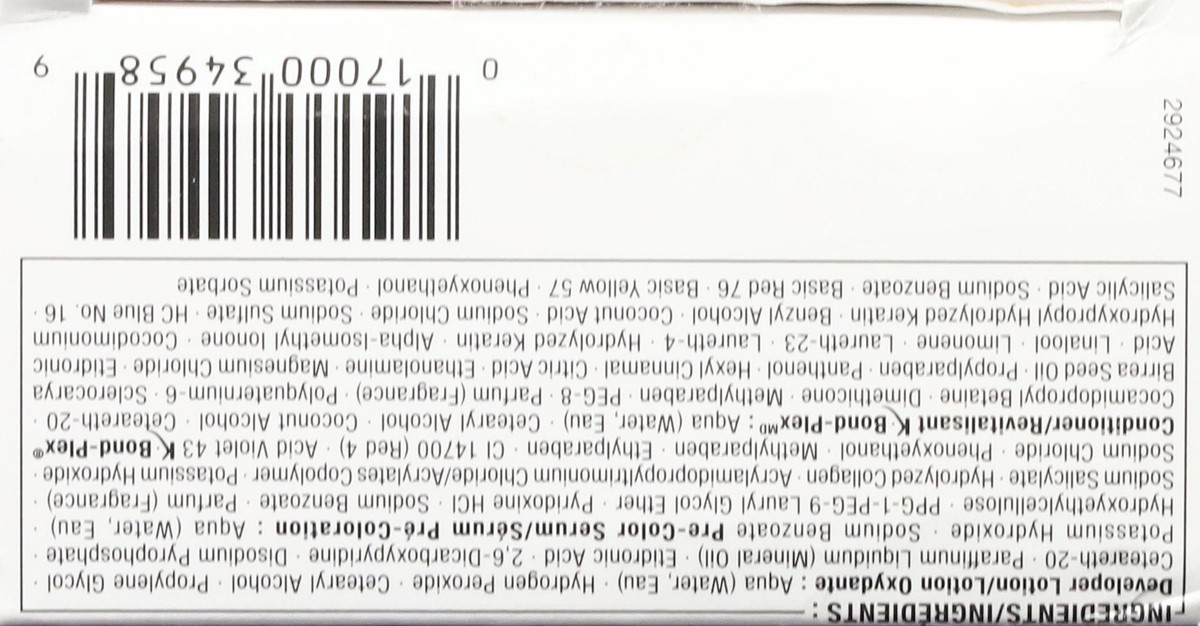 INGREDIENTS/INGRÉDIENTS :
Developer Lotion/Lotion Oxydante : Aqua (Water, Eau) · Hydrogen Peroxide · Cetearyl Alcohol · Propylene Glycol ·
Ceteareth-20 · Paraffinum Liquidum (Mineral Oil) · Etidronic Acid · 2,6-Dicarboxypyridine · Disodium Pyrophosphate ·
Potassium Hydroxide · Sodium Benzoate Pre-Color Serum/Sérum Pré-Coloration : Aqua (Water, Eau) ·
Hydroxyethylcellulose · PPG-1-PEG-9 Lauryl Glycol Ether · Pyridoxine HCl · Sodium Benzoate · Parfum (Fragrance) ·
Sodium Salicylate · Hydrolyzed Collagen · Acrylamidopropyltrimonium Chloride/Acrylates Copolymer · Potassium Hydroxide ·
Sodium Chloride · Phenoxyethanol · Methylparaben · Ethylparaben · CI 14700 (Red 4) · Acid Violet 43 K·Bond-Plex®
Conditioner/Revitalisant K·Bond-PlexMD : Aqua (Water, Eau) · Cetearyl Alcohol · Coconut Alcohol · Ceteareth-20 ·
Cocamidopropyl Betaine · Dimethicone · Methylparaben · PEG-8 · Parfum (Fragrance) · Polyquaternium-6 · Sclerocarya
Birrea Seed Oil · Propylparaben · Panthenol · Hexyl Cinnamal · Citric Acid · Ethanolamine · Magnesium Chloride · Etidronic
Acid · Linalool · Limonene · Laureth-23 · Laureth-4 · Hydrolyzed Keratin · Alpha-Isomethyl Ionone · Cocodimonium
Hydroxypropyl Hydrolyzed Keratin · Benzyl Alcohol · Coconut Acid · Sodium Chloride · Sodium Sulfate · HC Blue No. 16 ·
Salicylic Acid · Sodium Benzoate · Basic Red 76 · Basic Yellow 57 · Phenoxyethanol · Potassium Sorbate
2924677
0 17000 34958 9